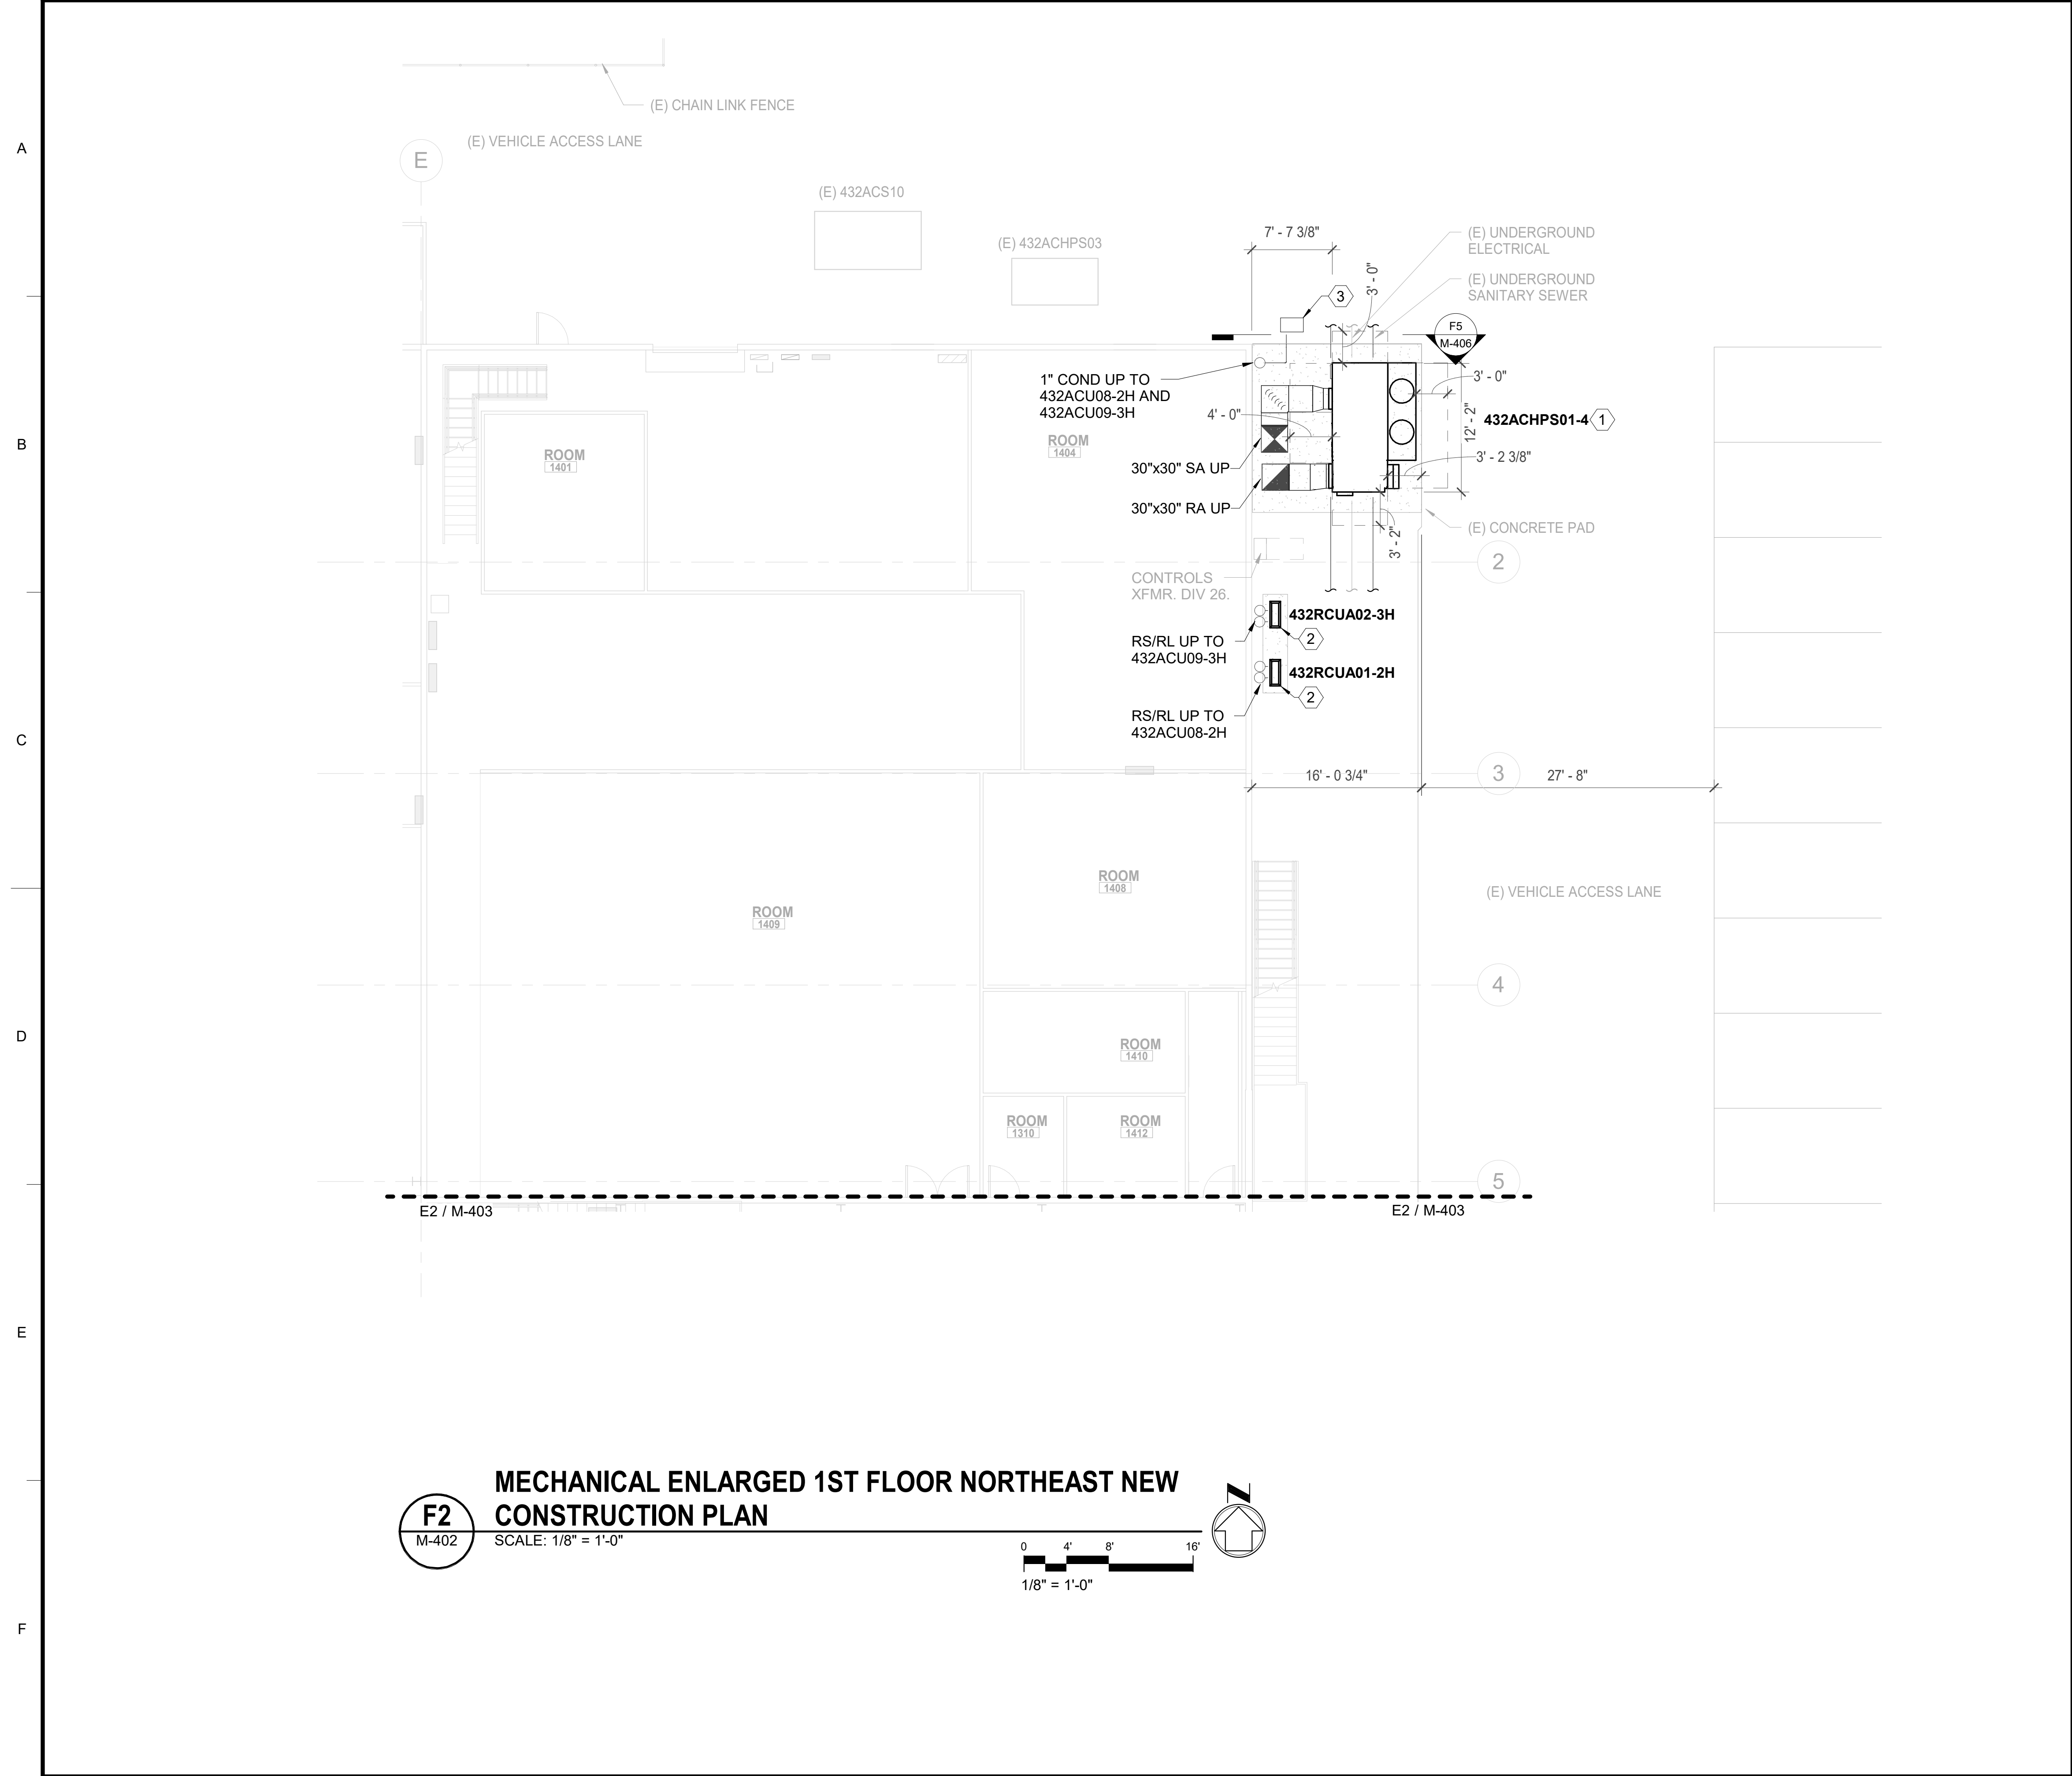 (E) CHAIN LINK FENCE
A
(E) VEHICLE ACCESS LANE
E
(E) 432ACS10
(E) 432ACHPS03
7' - 7 3/8"
(E) UNDERGROUND
ELECTRICAL
3' - 0"
(E) UNDERGROUND
SANITARY SEWER
3
F5
M-406
1" COND UP TO
432ACU08-2H AND
432ACU09-3H
3' - 0"
4' - 0"
12' - 2"
432ACHPS01-4
1
B
ROOM
1401
ROOM
1404
3' - 2 3/8"
30"x30" SA UP
30"x30" RA UP
(E) CONCRETE PAD
3' - 2"
2
CONTROLS
XFMR. DIV 26.
432RCUA02-3H
2
RS/RL UP TO
432ACU09-3H
432RCUA01-2H
2
RS/RL UP TO
432ACU08-2H
C
16' - 0 3/4"
3
27' - 8"
ROOM
1408
(E) VEHICLE ACCESS LANE
ROOM
1409
4
D
ROOM
1410
ROOM
1310
ROOM
1412
5
E2 / M-403
E2 / M-403
E
MECHANICAL ENLARGED 1ST FLOOR NORTHEAST NEW
CONSTRUCTION PLAN
F2
M-402
SCALE: 1/8" = 1'-0"
N
0 4' 8' 16'
1/8" = 1'-0"
F